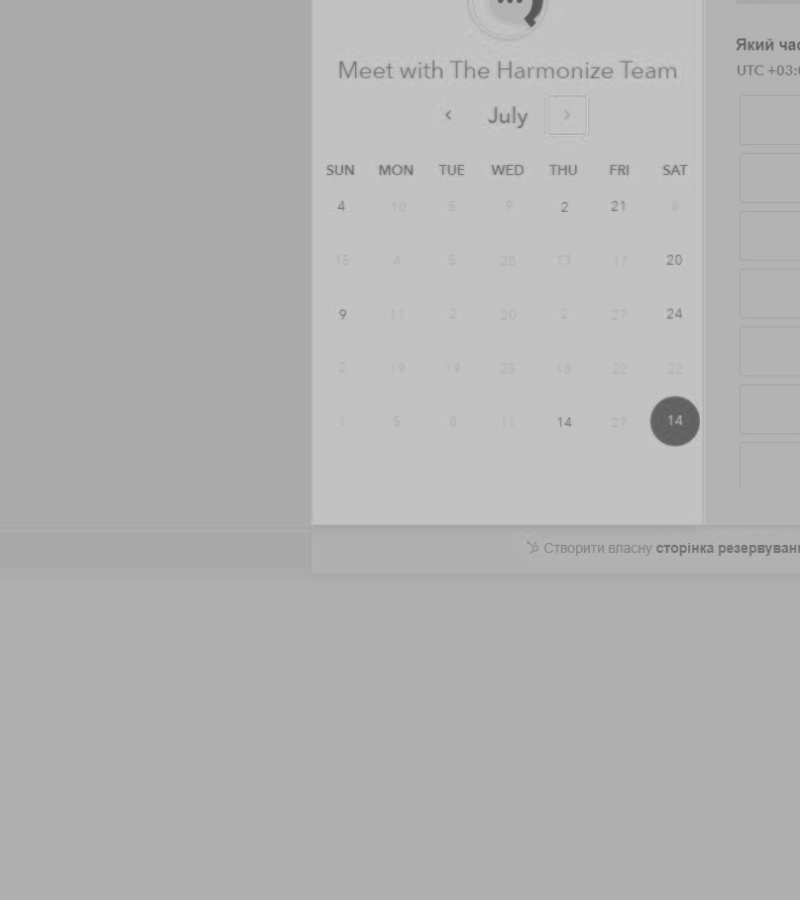 Meet with The Harmonize Team
‹ July ›
SUN MON TUE WED THU FRI SAT
4 10 5 9 2 21 8
15 4 5 28 13 17 20
9 11 2 20 2 27 24
2 19 19 25 18 22 22
1 5 8 11 14 27 14
Який час
UTC +03:0
Створити власну сторінка резервуван